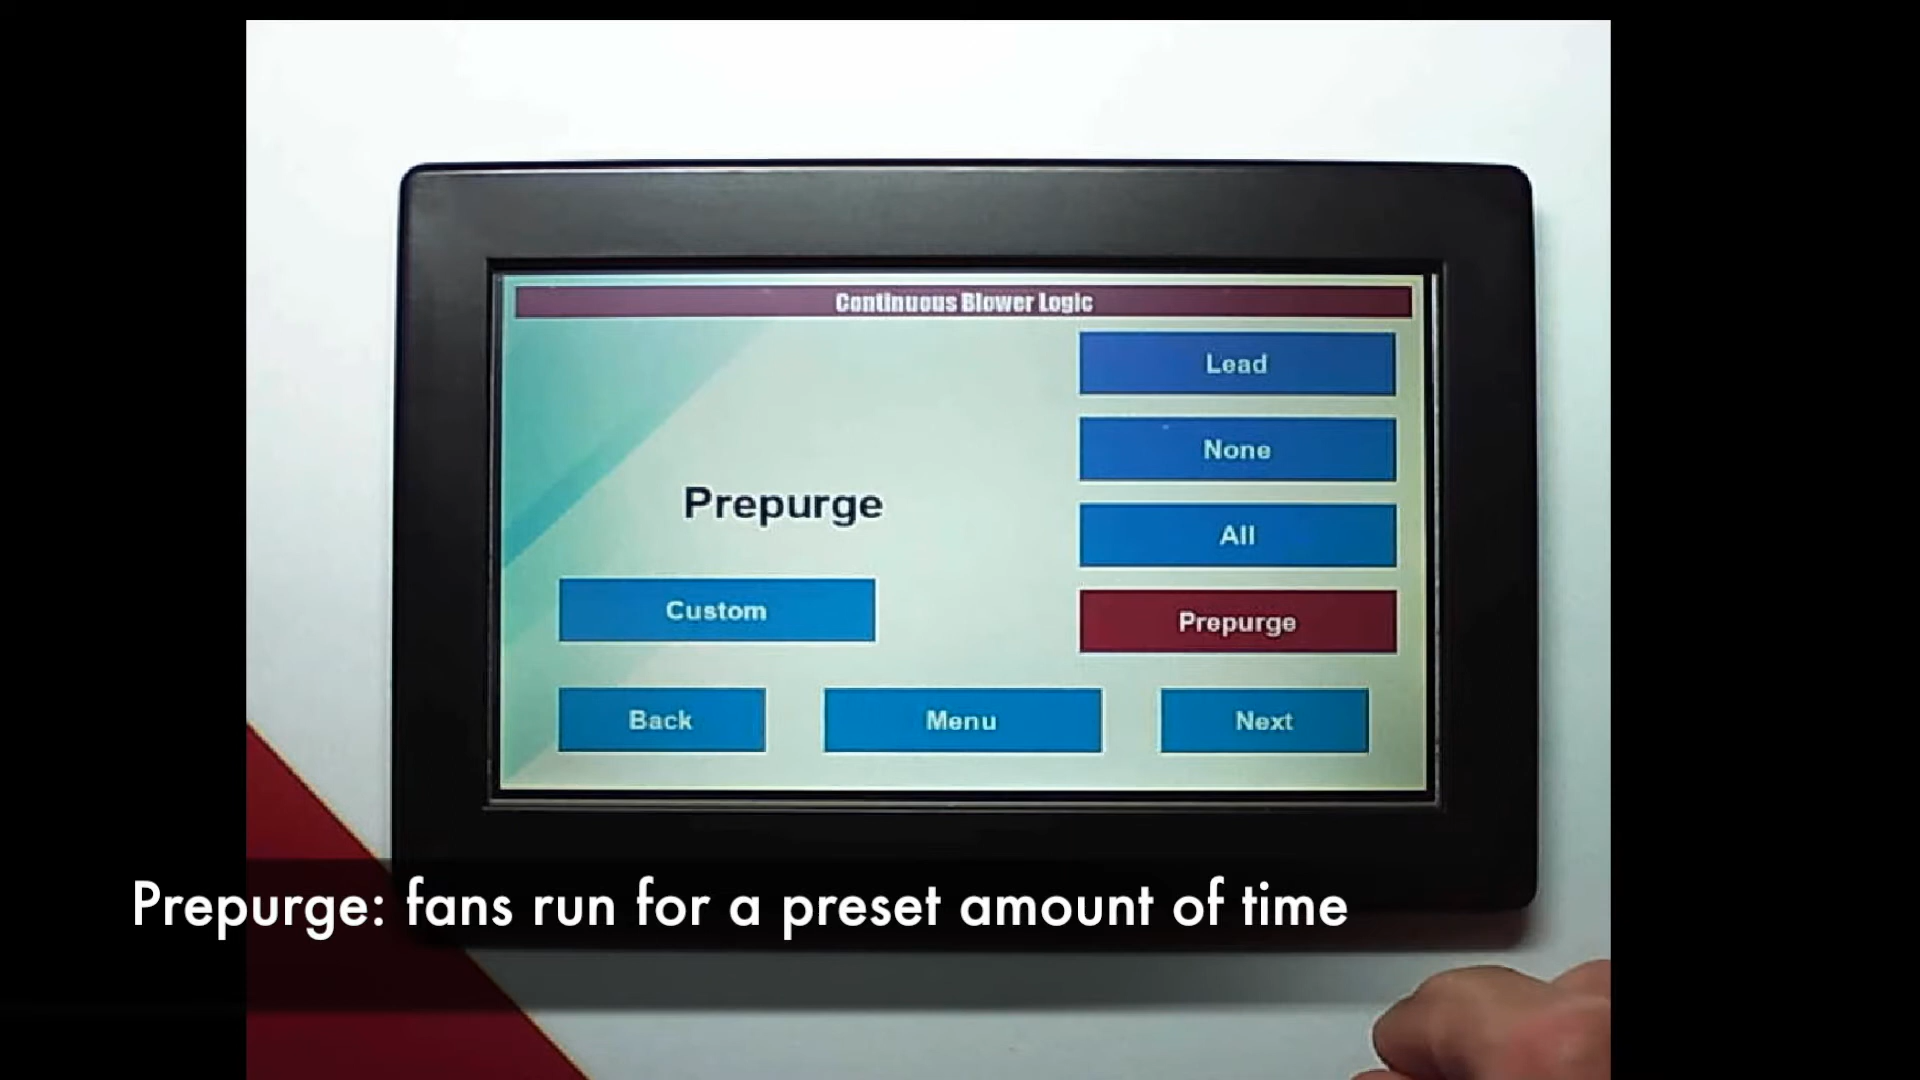 Continuous Blower Logic
Lead
None
Prepurge
All
Custom
Prepurge
Back
Menu
Next
Prepurge: fans run for a preset amount of time